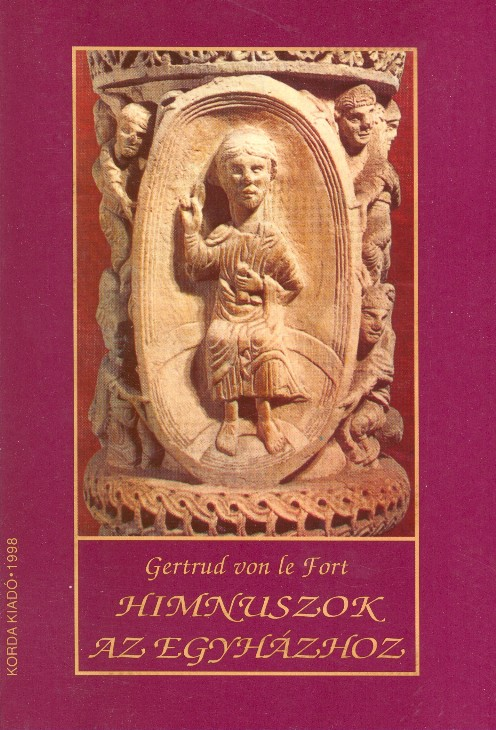 Gertrud von le Fort
HIMNUSZOK
AZ EGYHÁZHOZ
KORDA KIADÓ • 1998